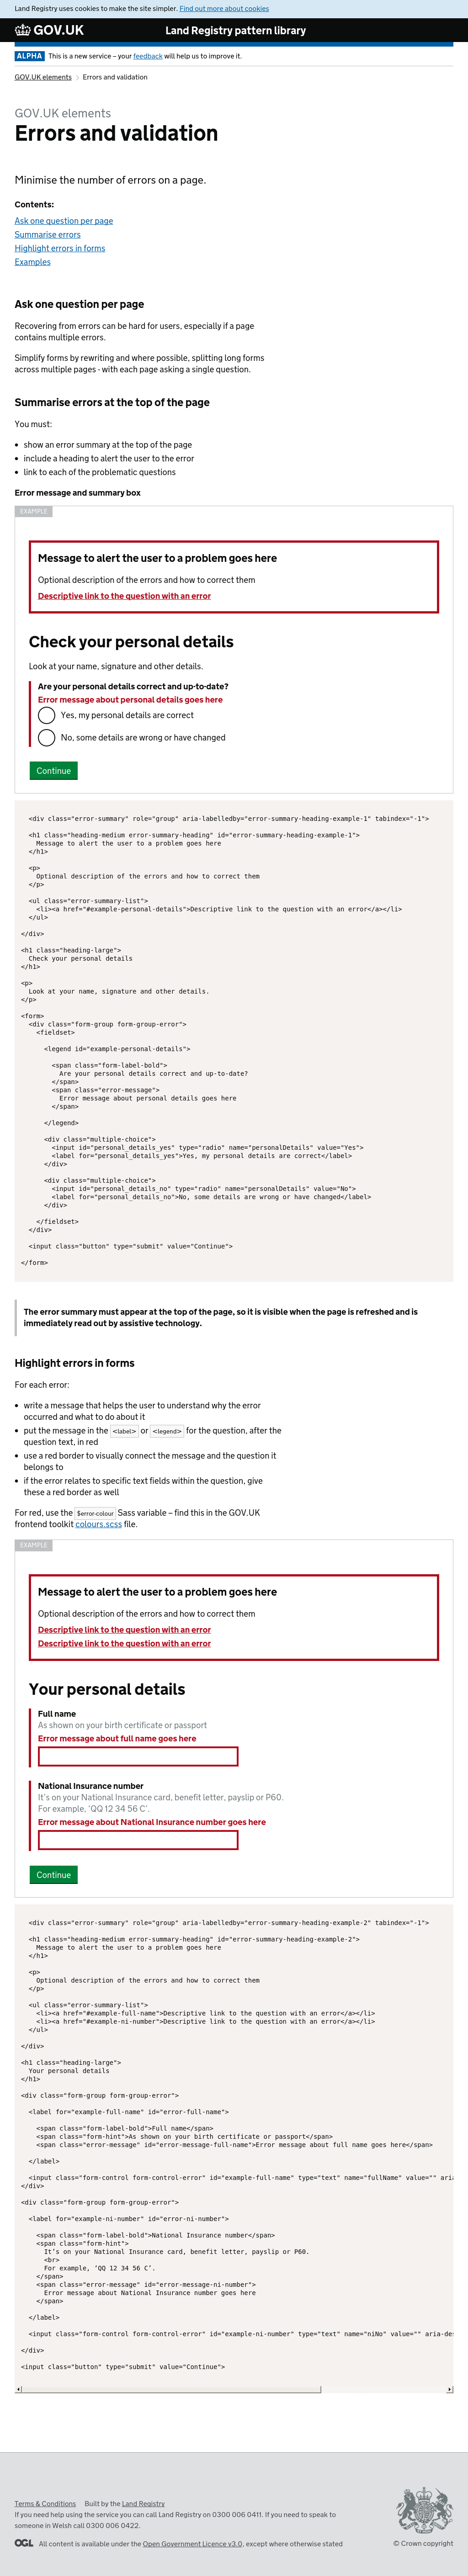 Land Registry uses cookies to make the site simpler. Find out more about cookies
GOV.UK
Land Registry pattern library
ALPHA This is a new service – your feedback will help us to improve it.
GOV.UK elements Errors and validation
GOV.UK elements
Errors and validation
Minimise the number of errors on a page.
Contents:
Ask one question per page
Summarise errors
Highlight errors in forms
Examples
Ask one question per page
Recovering from errors can be hard for users, especially if a page
contains multiple errors.
Simplify forms by rewriting and where possible, splitting long forms
across multiple pages - with each page asking a single question.
Summarise errors at the top of the page
You must:
• show an error summary at the top of the page
• include a heading to alert the user to the error
• link to each of the problematic questions
Error message and summary box
EXAMPLE
Message to alert the user to a problem goes here
Optional description of the errors and how to correct them
Descriptive link to the question with an error
Check your personal details
Look at your name, signature and other details.
Are your personal details correct and up-to-date?
Error message about personal details goes here
Yes, my personal details are correct
No, some details are wrong or have changed
Continue
<div class="error-summary" role="group" aria-labelledby="error-summary-heading-example-1" tabindex="-1">
<h1 class="heading-medium error-summary-heading" id="error-summary-heading-example-1">
Message to alert the user to a problem goes here
</h1>
<p>
Optional description of the errors and how to correct them
</p>
<ul class="error-summary-list">
<li><a href="#example-personal-details">Descriptive link to the question with an error</a></li>
</ul>
</div>
<h1 class="heading-large">
Check your personal details
</h1>
<p>
Look at your name, signature and other details.
</p>
<form>
<div class="form-group form-group-error">
<fieldset>
<legend id="example-personal-details">
<span class="form-label-bold">
Are your personal details correct and up-to-date?
</span>
<span class="error-message">
Error message about personal details goes here
</span>
</legend>
<div class="multiple-choice">
<input id="personal_details_yes" type="radio" name="personalDetails" value="Yes">
<label for="personal_details_yes">Yes, my personal details are correct</label>
</div>
<div class="multiple-choice">
<input id="personal_details_no" type="radio" name="personalDetails" value="No">
<label for="personal_details_no">No, some details are wrong or have changed</label>
</div>
</fieldset>
</div>
<input class="button" type="submit" value="Continue">
</form>
The error summary must appear at the top of the page, so it is visible when the page is refreshed and is
immediately read out by assistive technology.
Highlight errors in forms
For each error:
• write a message that helps the user to understand why the error
occurred and what to do about it
• put the message in the <label> or <legend> for the question, after the
question text, in red
• use a red border to visually connect the message and the question it
belongs to
• if the error relates to specific text fields within the question, give
these a red border as well
For red, use the $error-colour Sass variable – find this in the GOV.UK
frontend toolkit colours.scss file.
EXAMPLE
Message to alert the user to a problem goes here
Optional description of the errors and how to correct them
Descriptive link to the question with an error
Descriptive link to the question with an error
Your personal details
Full name
As shown on your birth certificate or passport
Error message about full name goes here
National Insurance number
It's on your National Insurance card, benefit letter, payslip or P60.
For example, 'QQ 12 34 56 C'.
Error message about National Insurance number goes here
Continue
<div class="error-summary" role="group" aria-labelledby="error-summary-heading-example-2" tabindex="-1">
<h1 class="heading-medium error-summary-heading" id="error-summary-heading-example-2">
Message to alert the user to a problem goes here
</h1>
<p>
Optional description of the errors and how to correct them
</p>
<ul class="error-summary-list">
<li><a href="#example-full-name">Descriptive link to the question with an error</a></li>
<li><a href="#example-ni-number">Descriptive link to the question with an error</a></li>
</ul>
</div>
<h1 class="heading-large">
Your personal details
</h1>
<div class="form-group form-group-error">
<label for="example-full-name" id="error-full-name">
<span class="form-label-bold">Full name</span>
<span class="form-hint">As shown on your birth certificate or passport</span>
<span class="error-message" id="error-message-full-name">Error message about full name goes here</span>
</label>
<input class="form-control form-control-error" id="example-full-name" type="text" name="fullName" value="" aria
</div>
<div class="form-group form-group-error">
<label for="example-ni-number" id="error-ni-number">
<span class="form-label-bold">National Insurance number</span>
<span class="form-hint">
It's on your National Insurance card, benefit letter, payslip or P60.
<br>
For example, 'QQ 12 34 56 C'.
</span>
<span class="error-message" id="error-message-ni-number">
Error message about National Insurance number goes here
</span>
</label>
<input class="form-control form-control-error" id="example-ni-number" type="text" name="niNo" value="" aria-des
</div>
<input class="button" type="submit" value="Continue">
Terms & Conditions Built by the Land Registry
If you need help using the service you can call Land Registry on 0300 006 0411. If you need to speak to
someone in Welsh call 0300 006 0422.
OGL All content is available under the Open Government Licence v3.0, except where otherwise stated
© Crown copyright